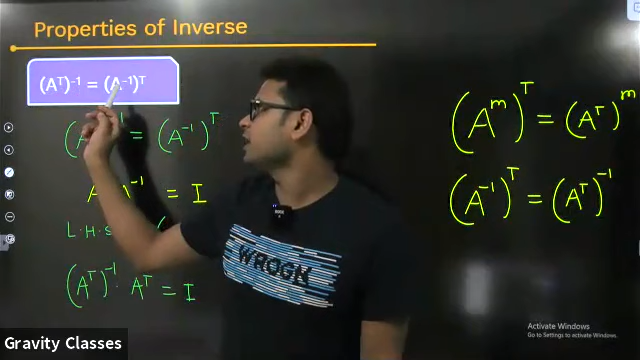 Properties of Inverse
(Aᵀ)⁻¹ = (A⁻¹)ᵀ
= (A⁻¹)ᵀ
A⁻¹ = I
L.H.S
(Aᵀ)⁻¹ · Aᵀ = I
(Aᵐ)ᵀ = (Aᵀ)ᵐ
(A⁻¹)ᵀ = (Aᵀ)⁻¹
WROGN
Activate Windows
Go to Settings to activate Windows.
Gravity Classes